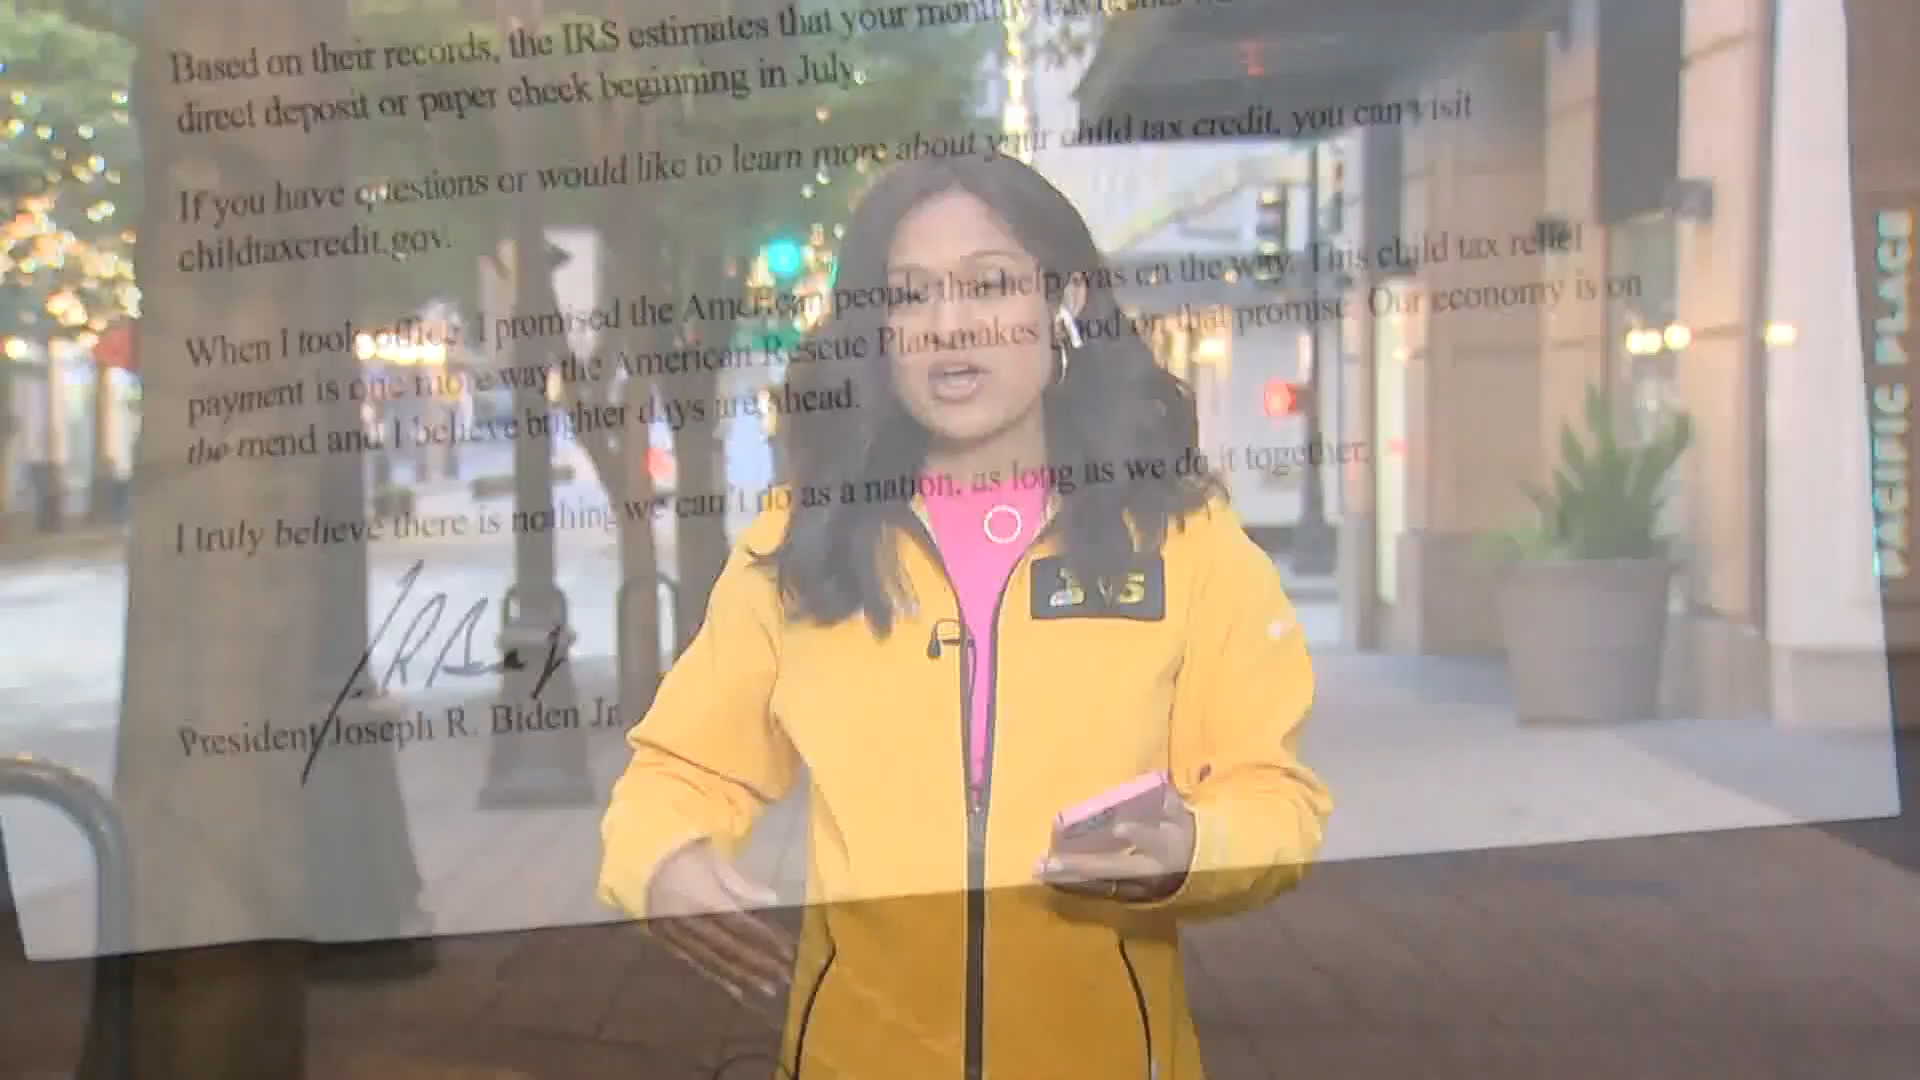 Based on their records, the IRS estimates that your monthly payments
direct deposit or paper check beginning in July.
If you have questions or would like to learn more about your child tax credit, you can visit
childtaxcredit.gov.
When I took office, I promised the American people that help was on the way. This child tax relief
payment is one more way the American Rescue Plan makes good on that promise. Our economy is on
the mend and I believe brighter days are ahead.
I truly believe there is nothing we can't do as a nation, as long as we do it together.
President Joseph R. Biden Jr.